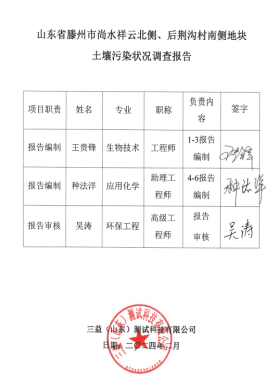 山东省滕州市尚水祥云北侧、后荆沟村南侧地块
土壤污染状况调查报告
项目职责 姓名 专业 职称 负责内容 签字
报告编制 王贵锋 生物技术 工程师 1-3报告编制
报告编制 种法洋 应用化学 助理工程师 4-6报告编制 种法洋
报告审核 吴涛 环保工程 高级工程师 报告审核 吴涛
三益（山东）测试科技有限公司
日期：二〇二四年二月